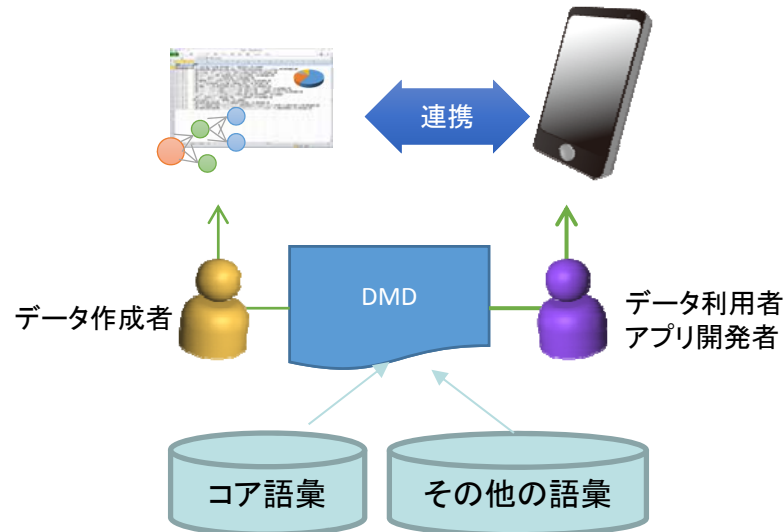 連携
データ作成者
DMD
データ利用者
アプリ開発者
コア語彙
その他の語彙